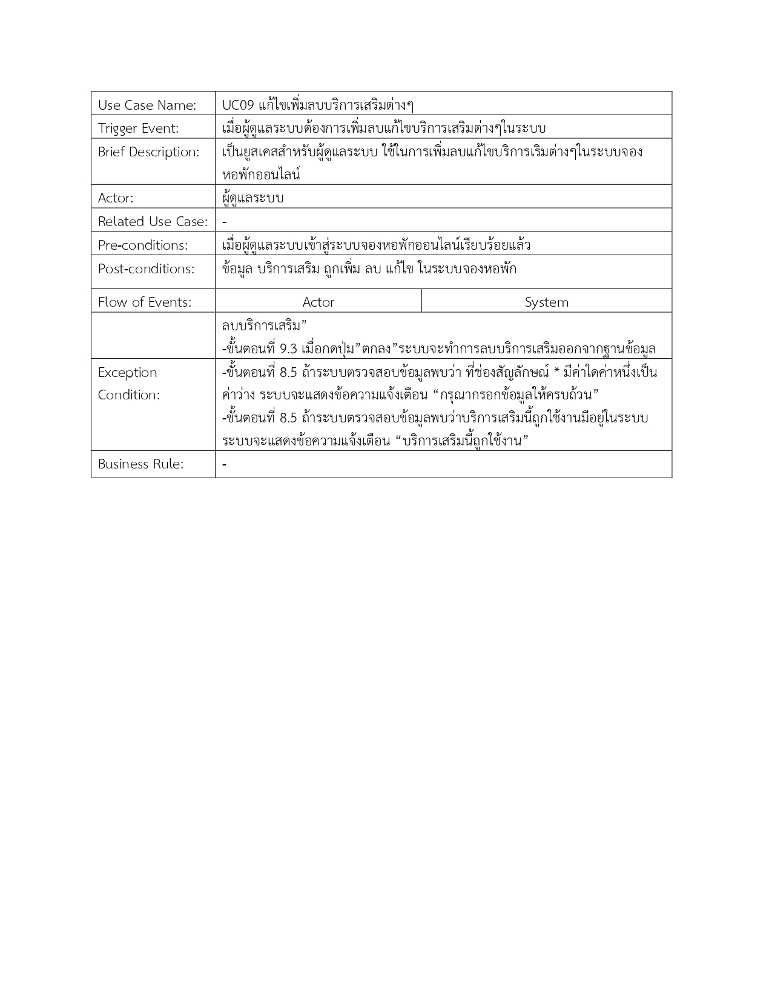 Use Case Name: UC09 แก้ไขเพิ่มลบบริการเสริมต่างๆ
Trigger Event: เมื่อผู้ดูแลระบบต้องการเพิ่มลบแก้ไขบริการเสริมต่างๆในระบบ
Brief Description: เป็นยูสเคสสำหรับผู้ดูแลระบบ ใช้ในการเพิ่มลบแก้ไขบริการเริมต่างๆในระบบจอง
หอพักออนไลน์
Actor: ผู้ดูแลระบบ
Related Use Case: -
Pre-conditions: เมื่อผู้ดูแลระบบเข้าสู่ระบบจองหอพักออนไลน์เรียบร้อยแล้ว
Post-conditions: ข้อมูล บริการเสริม ถูกเพิ่ม ลบ แก้ไข ในระบบจองหอพัก
Flow of Events: Actor System
ลบบริการเสริม”
-ขั้นตอนที่ 9.3 เมื่อกดปุ่ม”ตกลง”ระบบจะทำการลบบริการเสริมออกจากฐานข้อมูล
Exception -ขั้นตอนที่ 8.5 ถ้าระบบตรวจสอบข้อมูลพบว่า ที่ช่องสัญลักษณ์ * มีค่าใดค่าหนึ่งเป็น
Condition: ค่าว่าง ระบบจะแสดงข้อความแจ้งเตือน “กรุณากรอกข้อมูลให้ครบถ้วน”
-ขั้นตอนที่ 8.5 ถ้าระบบตรวจสอบข้อมูลพบว่าบริการเสริมนี้ถูกใช้งานมีอยู่ในระบบ
ระบบจะแสดงข้อความแจ้งเตือน “บริการเสริมนี้ถูกใช้งาน”
Business Rule: -